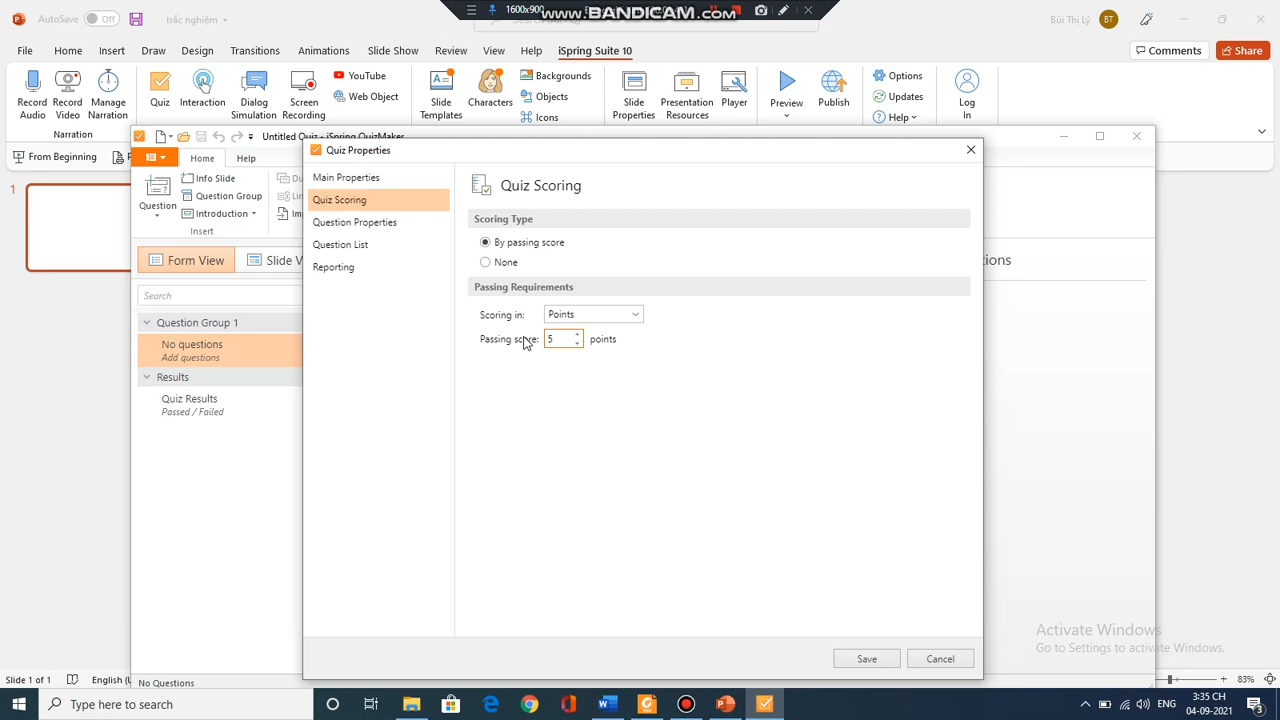 1600x900
www.BANDICAM.com
AutoSave
Off
trắc nghiệm
Bùi Thị Lý
BT
File
Home
Insert
Draw
Design
Transitions
Animations
Slide Show
Review
View
Help
iSpring Suite 10
Comments
Share
Record
Audio
Record
Video
Manage
Narration
Narration
Quiz
Interaction
Dialog
Simulation
Screen
Recording
YouTube
Web Object
Slide
Templates
Characters
Backgrounds
Objects
Icons
Slide
Properties
Presentation
Resources
Player
Preview
Publish
Options
Updates
Help
Log
In
From Beginning
Untitled Quiz - iSpring QuizMaker
Home
Help
Question
Info Slide
Question Group
Introduction
Insert
Form View
Slide V
Search
Question Group 1
No questions
Add questions
Results
Quiz Results
Passed / Failed
No Questions
1
Quiz Properties
Main Properties
Quiz Scoring
Question Properties
Question List
Reporting
Quiz Scoring
Scoring Type
By passing score
None
Passing Requirements
Scoring in:
Points
Passing score:
5
points
Save
Cancel
Activate Windows
Go to Settings to activate Windows.
Slide 1 of 1
English (
83%
Type here to search
ENG
3:35 CH
04-09-2021